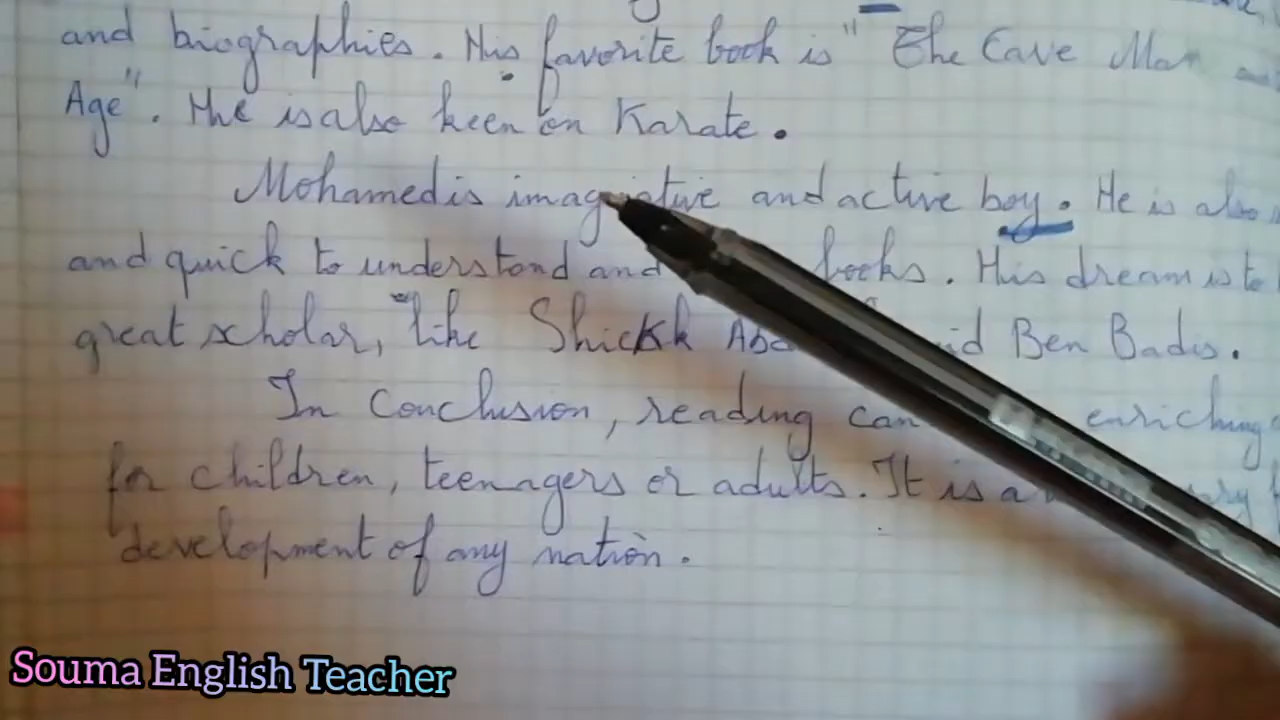 and biographies. His favorite book is " The Cave Man
Age". He is also keen on Karate.
Mohamed is and active boy. He is also
and quick to understand and books. His dream is to
great scholar, like Shickh Ben Badis.
In Conclusion, reading can enriching
for children, teenagers or adults. It is a
development of any nation.
Souma English Teacher